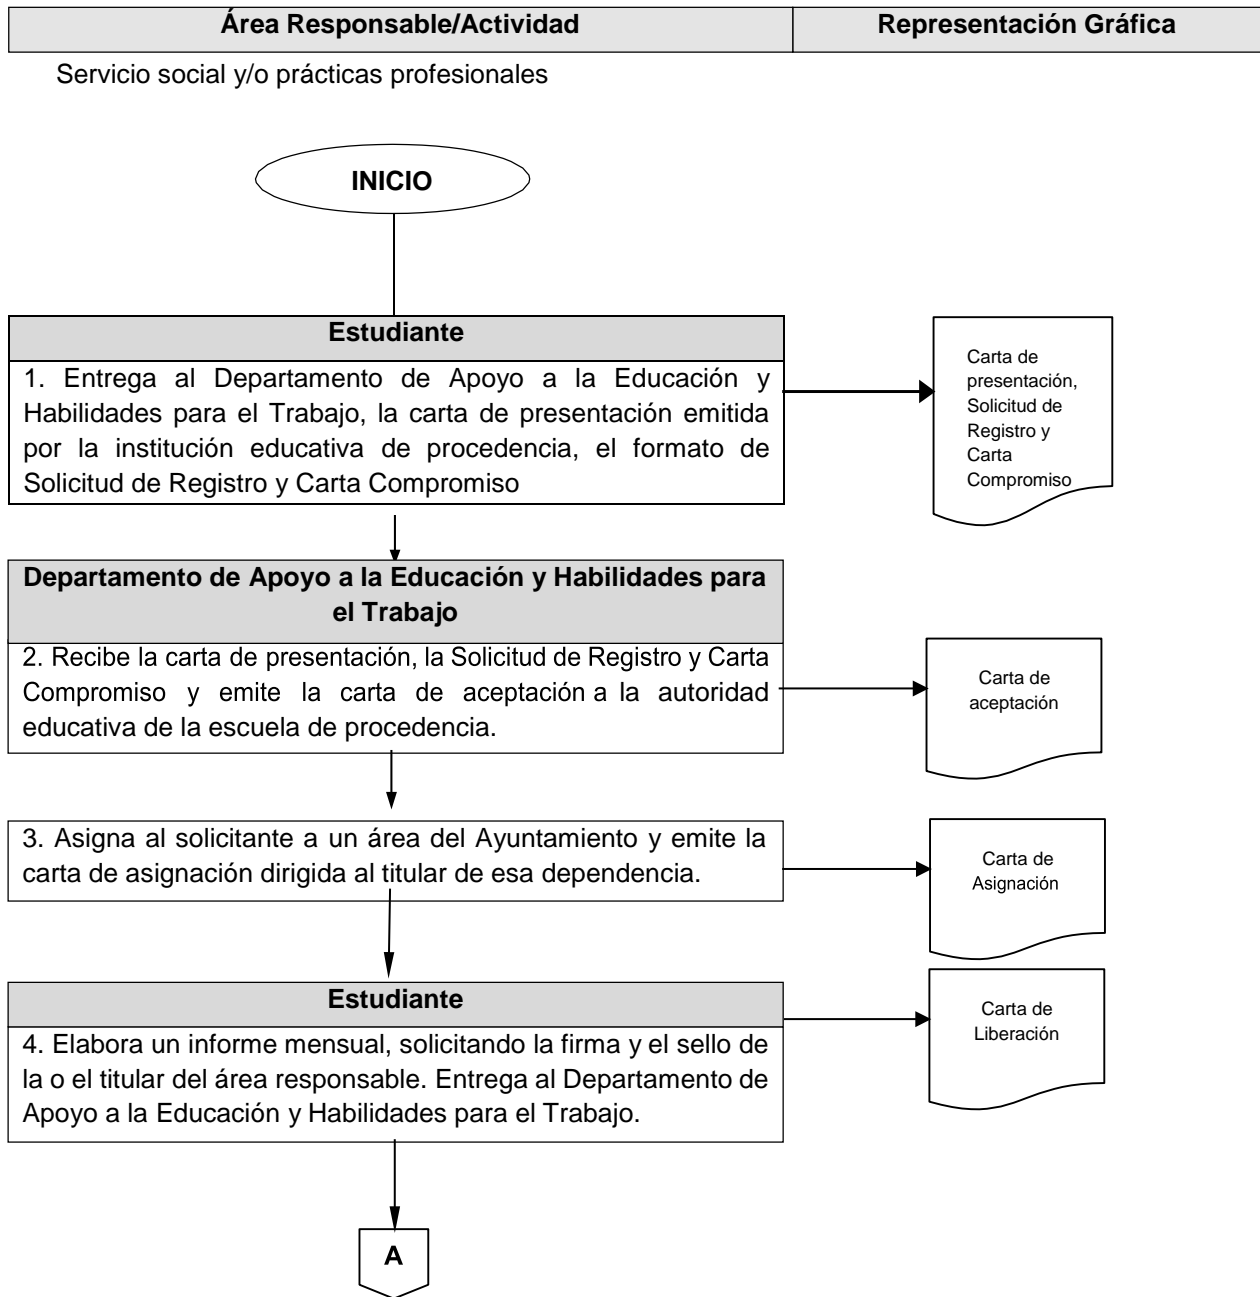 Área Responsable/Actividad
Representación Gráfica
Servicio social y/o prácticas profesionales
INICIO
Estudiante
1. Entrega al Departamento de Apoyo a la Educación y
Habilidades para el Trabajo, la carta de presentación emitida
por la institución educativa de procedencia, el formato de
Solicitud de Registro y Carta Compromiso
Carta de
presentación,
Solicitud de
Registro y
Carta
Compromiso
Departamento de Apoyo a la Educación y Habilidades para
el Trabajo
2. Recibe la carta de presentación, la Solicitud de Registro y Carta
Compromiso y emite la carta de aceptación a la autoridad
educativa de la escuela de procedencia.
Carta de
aceptación
3. Asigna al solicitante a un área del Ayuntamiento y emite la
carta de asignación dirigida al titular de esa dependencia.
Carta de
Asignación
Estudiante
4. Elabora un informe mensual, solicitando la firma y el sello de
la o el titular del área responsable. Entrega al Departamento de
Apoyo a la Educación y Habilidades para el Trabajo.
Carta de
Liberación
A